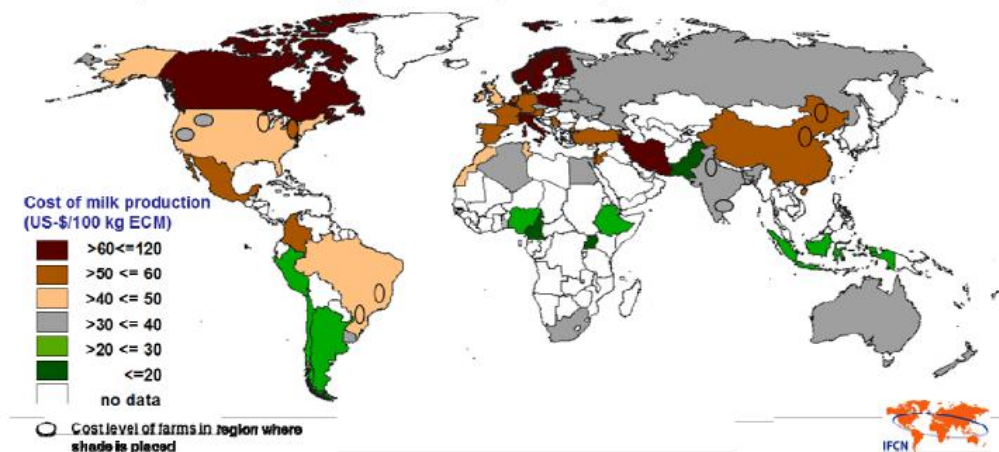 Cost of milk production
(US-$/100 kg ECM)
>60<=120
>50 <= 60
>40 <= 50
>30 <= 40
>20 <= 30
<=20
no data
Cost level of farms in region where
shade is placed
IFCN